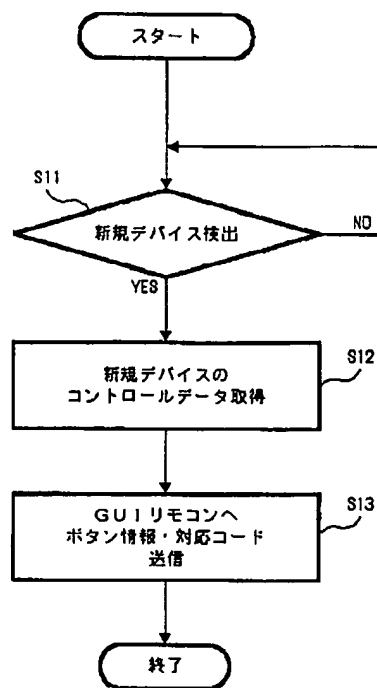 スタート
S11
新規デバイス検出
NO
YES
新規デバイスの
コントロールデータ取得
S12
GUIリモコンへ
ボタン情報・対応コード
送信
S13
終了